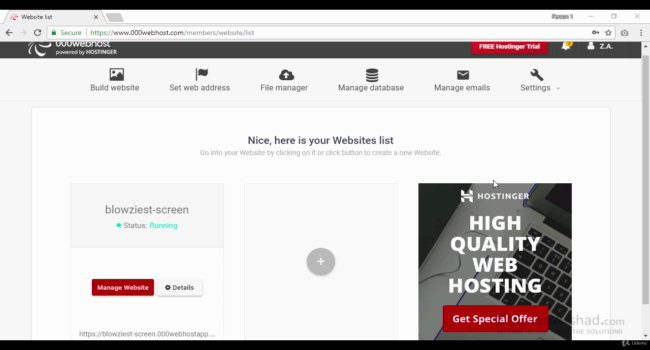 Website list
Person 1
Secure
https://www.000webhost.com/members/website/list
000webhost
powered by HOSTINGER
FREE Hostinger Trial
Z.A.
Build website
Set web address
File manager
Manage database
Manage emails
Settings
Nice, here is your Websites list
Go into your Website by clicking on it or click button to create a new Website.
blowziest-screen
Status: Running
Manage Website
Details
https://blowziest-screen.000webhostapp...
HOSTINGER
HIGH
QUALITY
WEB
HOSTING
Get Special Offer
THE SOLUTIONS
Udemy